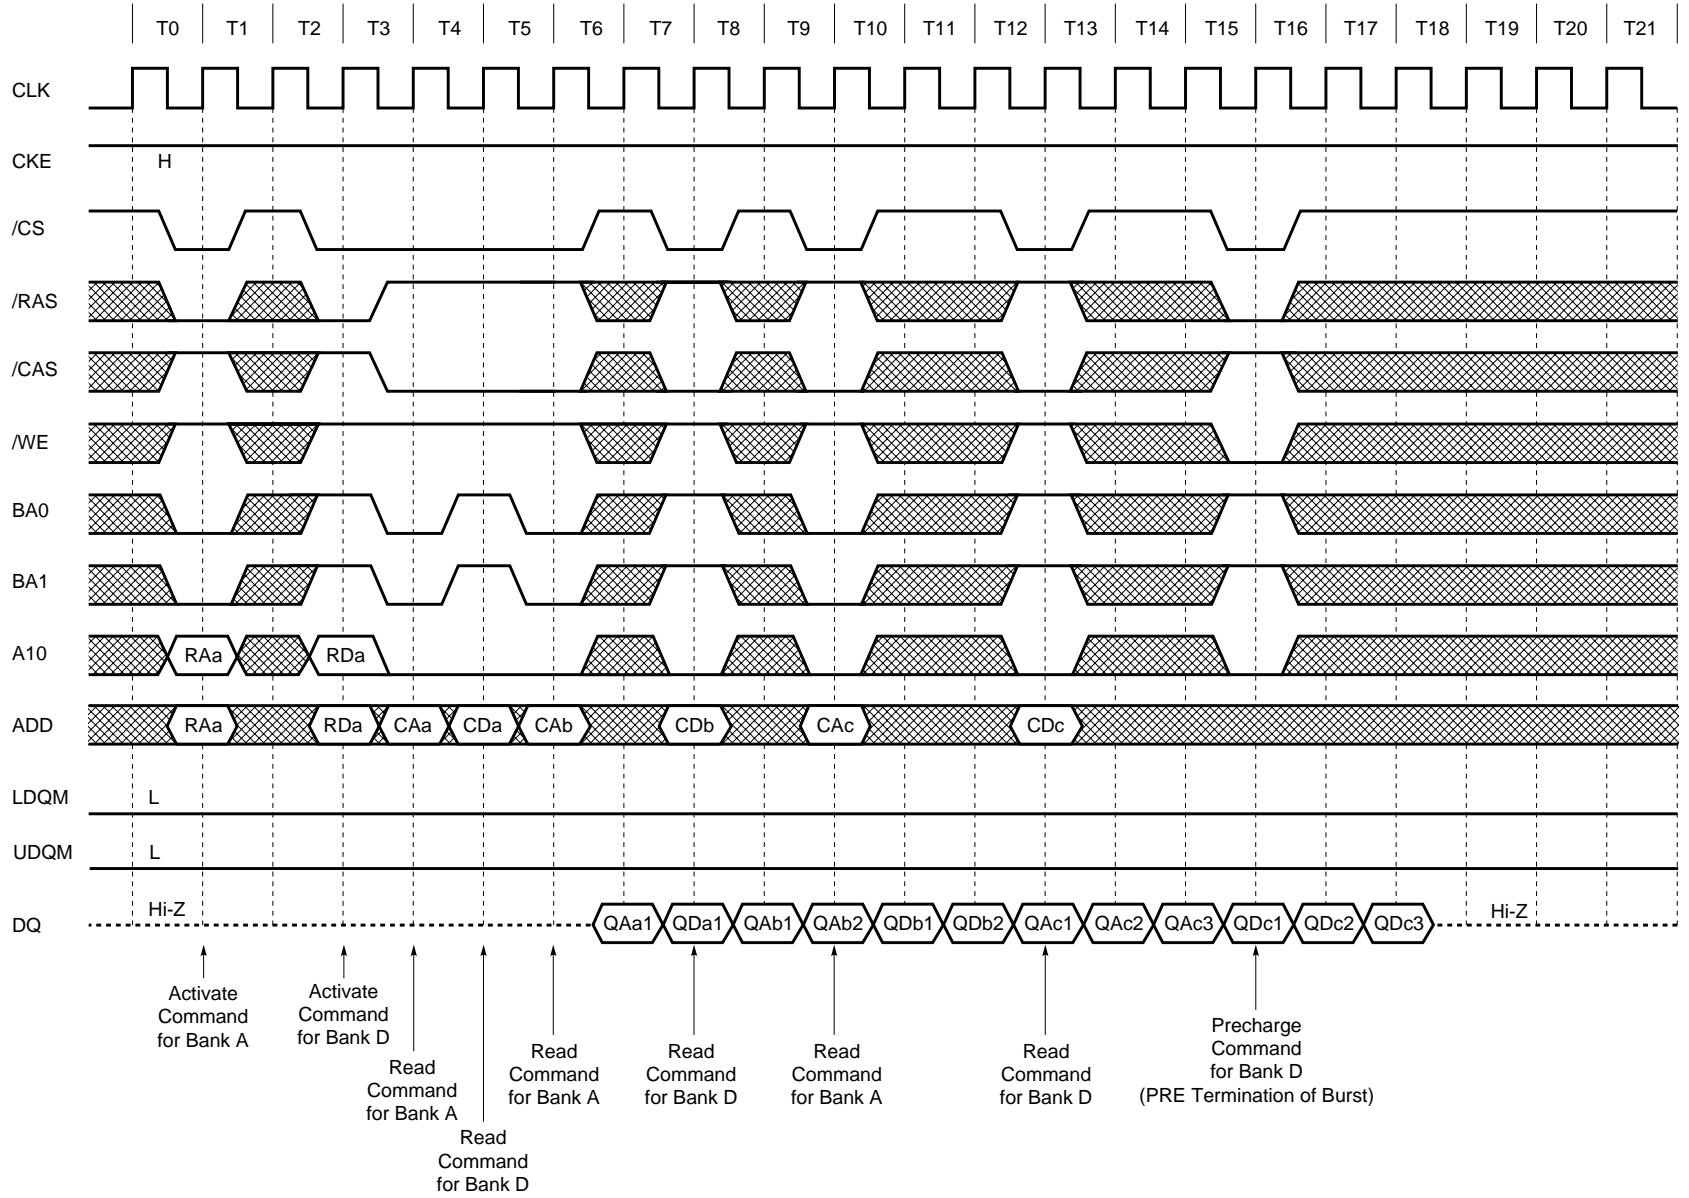 T0 T1 T2 T3 T4 T5 T6 T7 T8 T9 T10 T11 T12 T13 T14 T15 T16 T17 T18 T19 T20 T21
CLK
CKE H
/CS
/RAS
/CAS
/WE
BA0
BA1
A10 RAa RDa
ADD RAa RDa CAa CDa CAb CDb CAc CDc
LDQM L
UDQM L
DQ Hi-Z QAa1 QDa1 QAb1 QAb2 QDb1 QDb2 QAc1 QAc2 QAc3 QDc1 QDc2 QDc3 Hi-Z
Activate
Command
for Bank A
Activate
Command
for Bank D
Read
Command
for Bank A
Read
Command
for Bank D
Read
Command
for Bank A
Read
Command
for Bank D
Read
Command
for Bank A
Read
Command
for Bank D
Precharge
Command
for Bank D
(PRE Termination of Burst)